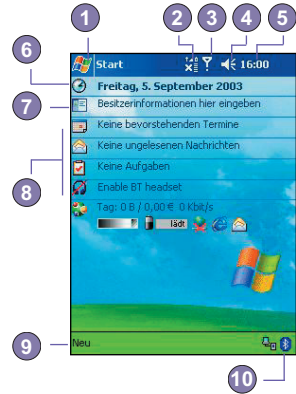 1 2 3 4 5
6 7 8 9 10
Start 16:00
Freitag, 5. September 2003
Besitzerinformationen hier eingeben
Keine bevorstehenden Termine
Keine ungelesenen Nachrichten
Keine Aufgaben
Enable BT headset
Tag: 0 B / 0,00 € 0 Kbit/s
lädt
Neu